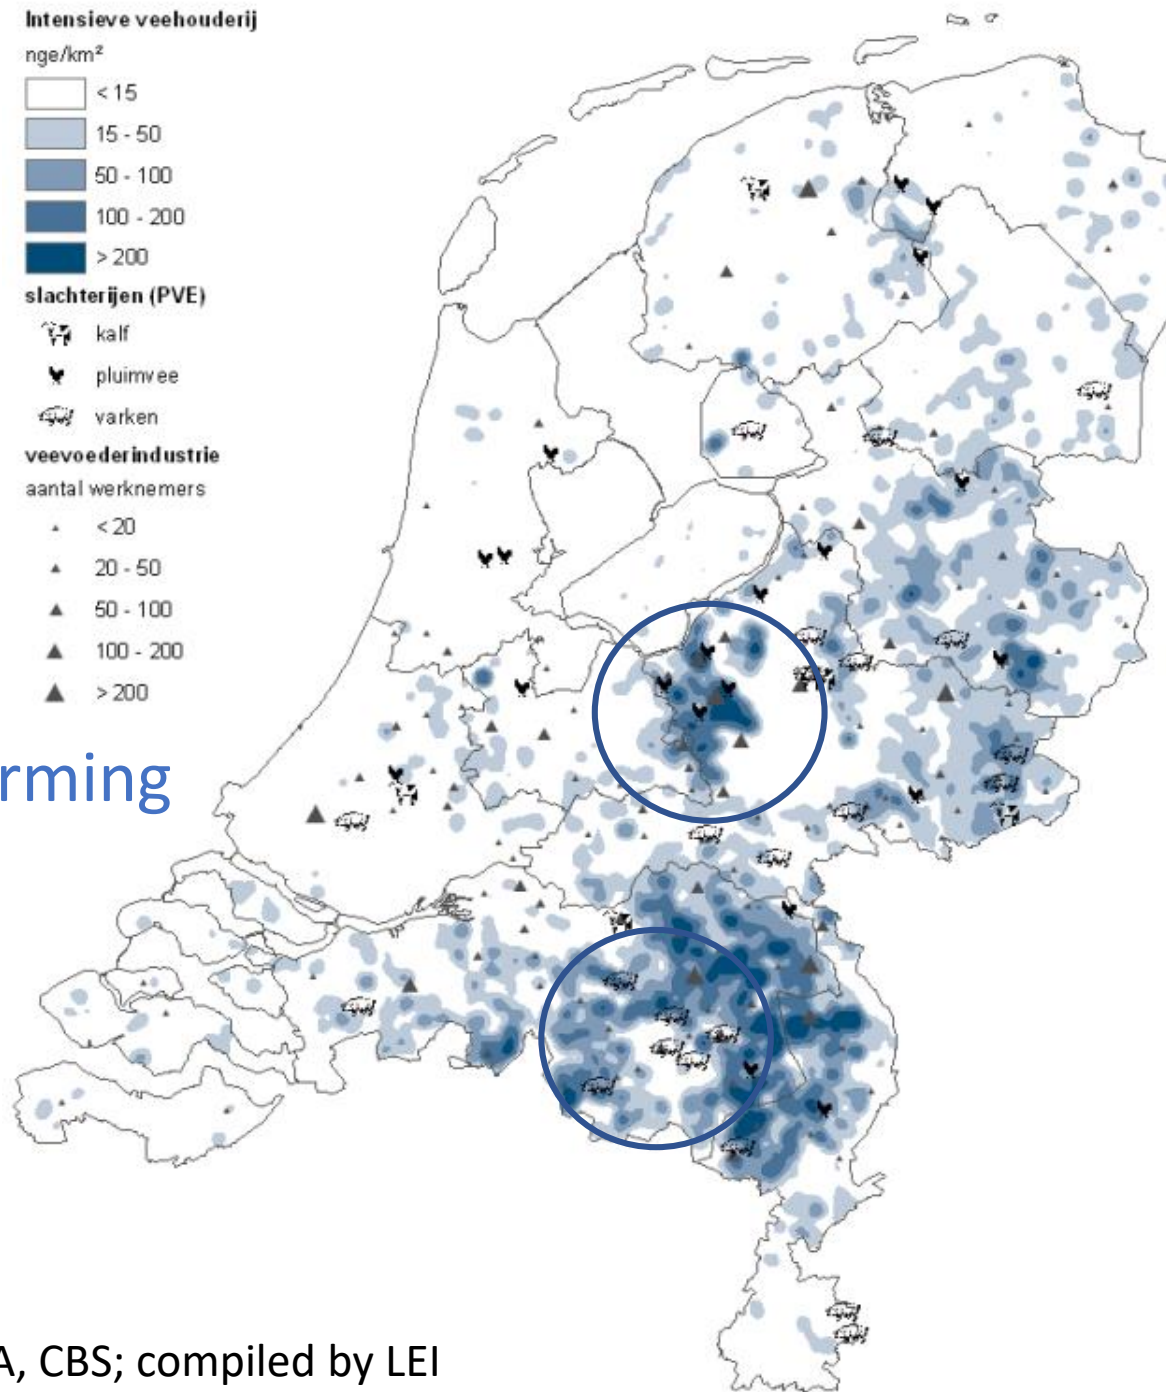 Intensieve veehouderij
nge/km²
< 15
15 - 50
50 - 100
100 - 200
> 200
slachterijen (PVE)
kalf
pluimvee
varken
veevoederindustrie
aantal werknemers
< 20
20 - 50
50 - 100
100 - 200
> 200
rming
A, CBS; compiled by LEI